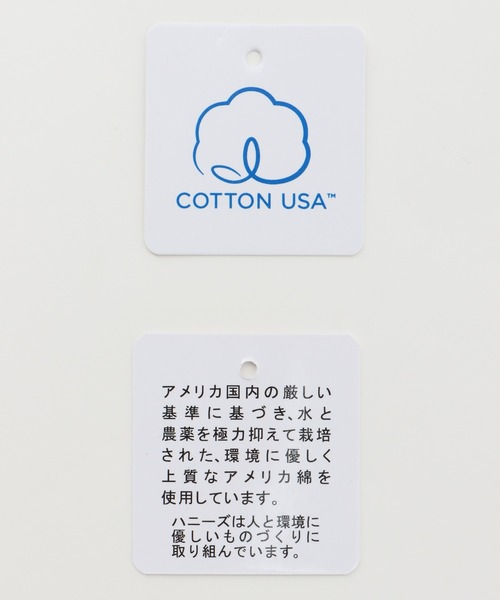 COTTON USA™
アメリカ国内の厳しい
基準に基づき、水と
農薬を極力抑えて栽培
された、環境に優しく
上質なアメリカ綿を
使用しています。
ハニーズは人と環境に
優しいものづくりに
取り組んでいます。